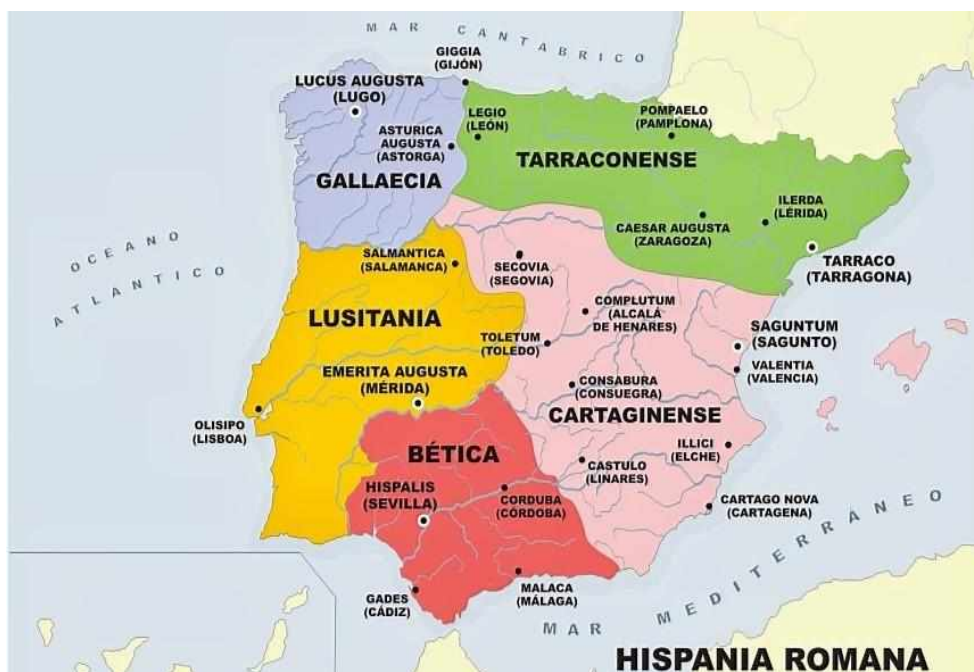 MAR CANTABRICO
GIGGIA
(GIJÓN)
LUCUS AUGUSTA
(LUGO)
LEGIO
(LEÓN)
POMPAELO
(PAMPLONA)
ASTURICA
AUGUSTA
(ASTORGA)
TARRACONENSE
GALLAECIA
ILERDA
(LÉRIDA)
CAESAR AUGUSTA
(ZARAGOZA)
TARRACO
(TARRAGONA)
OCEANO
ATLÁNTICO
SALMANTICA
(SALAMANCA)
SECOVIA
(SEGOVIA)
COMPLUTUM
(ALCALÁ
DE HENARES)
LUSITANIA
TOLETUM
(TOLEDO)
SAGUNTUM
(SAGUNTO)
VALENTIA
(VALENCIA)
EMERITA AUGUSTA
(MÉRIDA)
CONSABURA
(CONSUEGRA)
CARTAGINENSE
OLISIPO
(LISBOA)
ILLICI
(ELCHE)
BÉTICA
CASTULO
(LINARES)
HISPALIS
(SEVILLA)
CORDUBA
(CÓRDOBA)
CARTAGO NOVA
(CARTAGENA)
MALACA
(MÁLAGA)
GADES
(CÁDIZ)
MAR MEDITERRÁNEO
HISPANIA ROMANA